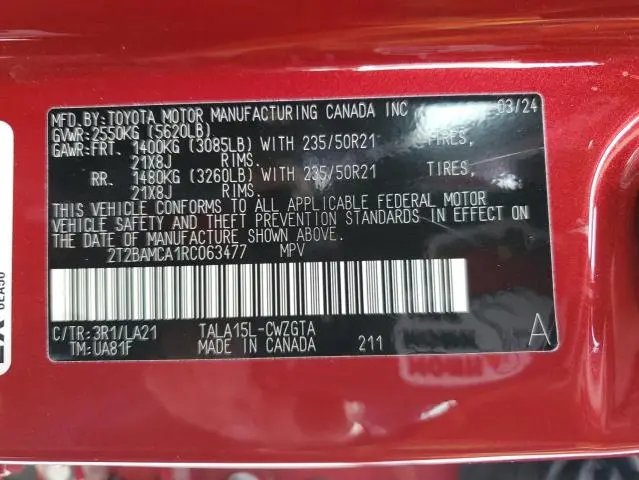 MFD.BY:TOYOTA MOTOR MANUFACTURING CANADA INC 03/24
GVWR:2550KG (5620LB)
GAWR:FRT. 1400KG (3085LB) WITH 235/50R21 TIRES,
21X8J RIMS.
RR. 1480KG (3260LB) WITH 235/50R21 TIRES,
21X8J RIMS.
THIS VEHICLE CONFORMS TO ALL APPLICABLE FEDERAL MOTOR
VEHICLE SAFETY AND THEFT PREVENTION STANDARDS IN EFFECT ON
THE DATE OF MANUFACTURE SHOWN ABOVE.
2T2BAMCA1RC063477 MPV
C/TR:3R1/LA21 TALA15L-CWZGTA
TM:UA81F MADE IN CANADA 211 A